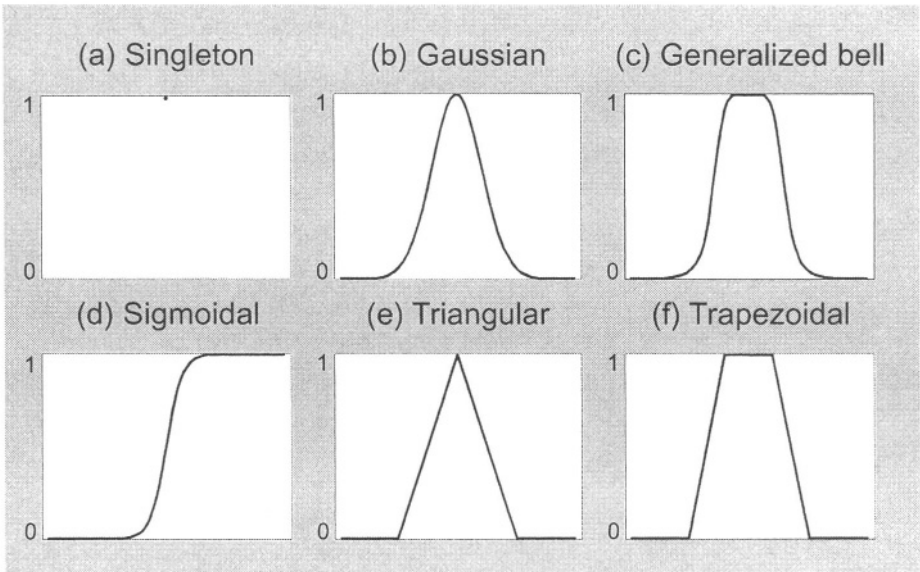 (a) Singleton (b) Gaussian (c) Generalized bell
1 1 1
0 0 0
(d) Sigmoidal (e) Triangular (f) Trapezoidal
1 1 1
0 0 0